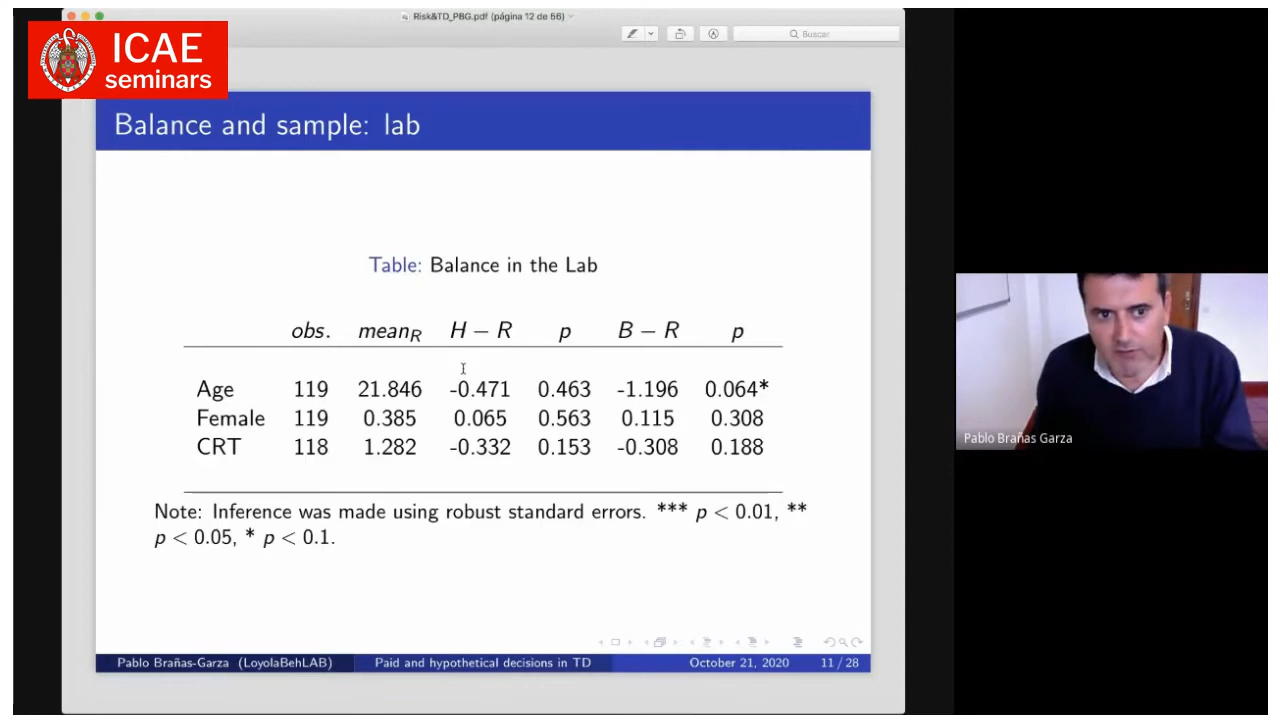 Risk&TD_PBG.pdf (página 12 de 56)
Buscar
ICAE
seminars
Balance and sample: lab
Table: Balance in the Lab
obs. meanR H − R p B − R p
Age 119 21.846 -0.471 0.463 -1.196 0.064*
Female 119 0.385 0.065 0.563 0.115 0.308
CRT 118 1.282 -0.332 0.153 -0.308 0.188
Note: Inference was made using robust standard errors. *** p < 0.01, **
p < 0.05, * p < 0.1.
Pablo Brañas-Garza (LoyolaBehLAB) Paid and hypothetical decisions in TD October 21, 2020 11 / 28
Pablo Brañas Garza